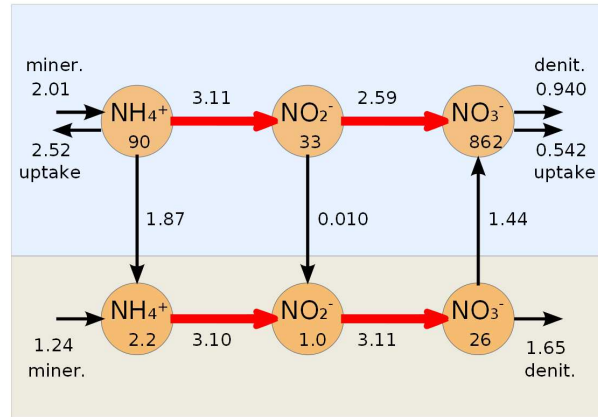 miner.
2.01
NH₄⁺
90
2.52
uptake
3.11
NO₂⁻
33
2.59
NO₃⁻
862
denit.
0.940
0.542
uptake
1.87
0.010
1.44
1.24
miner.
NH₄⁺
2.2
3.10
NO₂⁻
1.0
3.11
NO₃⁻
26
1.65
denit.